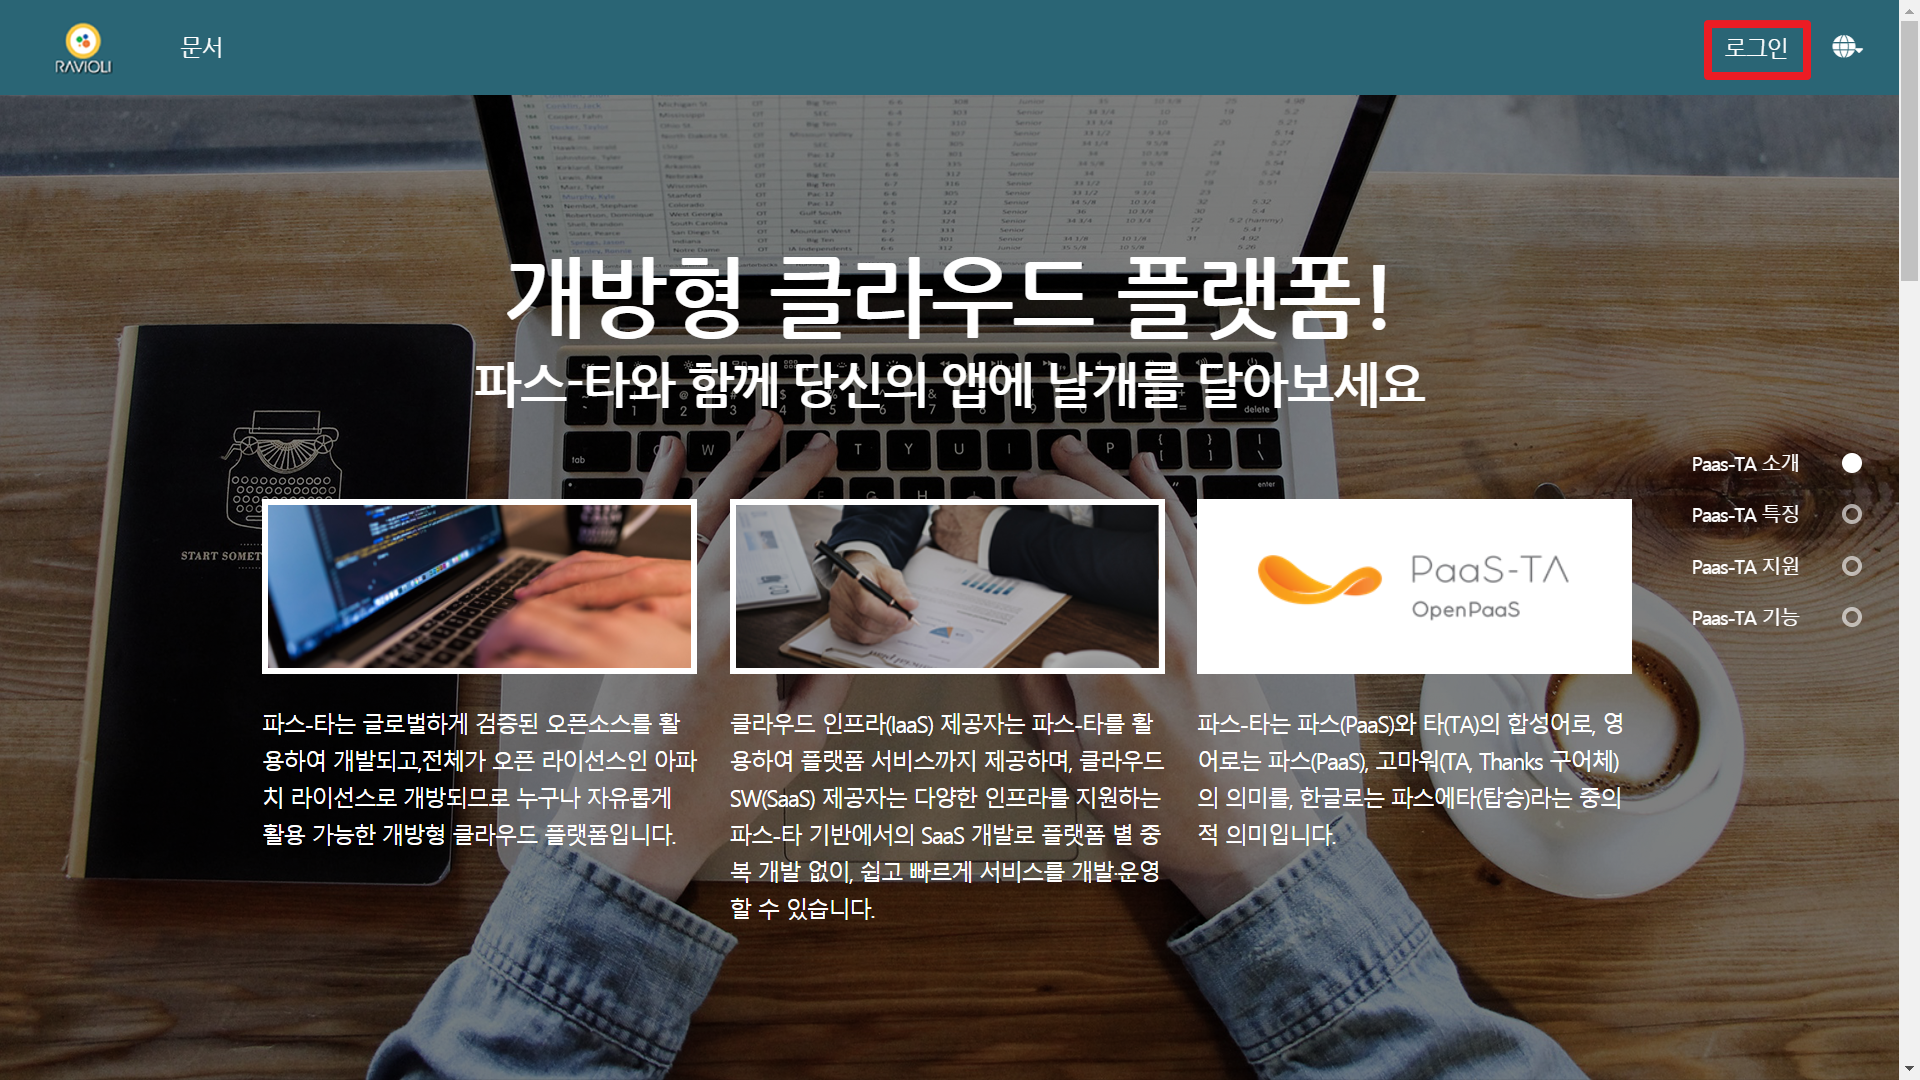 RAVIOLI
문서
로그인
개방형 클라우드 플랫폼!
파스-타와 함께 당신의 앱에 날개를 달아보세요
Paas-TA 소개
Paas-TA 특징
Paas-TA 지원
Paas-TA 기능
START SOMET
PaaS-TA
OpenPaaS
파스-타는 글로벌하게 검증된 오픈소스를 활
용하여 개발되고,전체가 오픈 라이선스인 아파
치 라이선스로 개방되므로 누구나 자유롭게
활용 가능한 개방형 클라우드 플랫폼입니다.
클라우드 인프라(IaaS) 제공자는 파스-타를 활
용하여 플랫폼 서비스까지 제공하며, 클라우드
SW(SaaS) 제공자는 다양한 인프라를 지원하는
파스-타 기반에서의 SaaS 개발로 플랫폼 별 중
복 개발 없이, 쉽고 빠르게 서비스를 개발·운영
할 수 있습니다.
파스-타는 파스(PaaS)와 타(TA)의 합성어로, 영
어로는 파스(PaaS), 고마워(TA, Thanks 구어체)
의 의미를, 한글로는 파스에타(탑승)라는 중의
적 의미입니다.